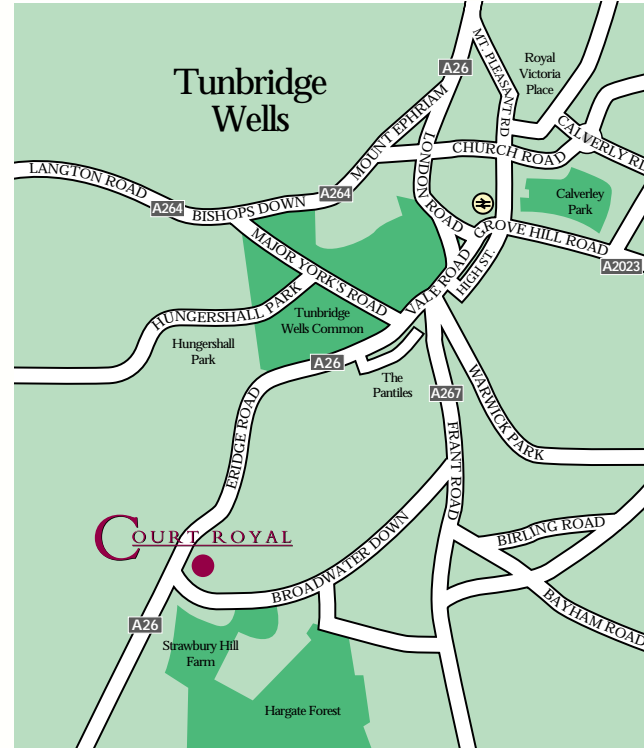 Tunbridge
Wells
A26
MT. PLEASANT RD
Royal
Victoria
Place
MOUNT EPHRIAM
LONDON ROAD
CHURCH ROAD
LANGTON ROAD
A264
BISHOPS DOWN
A264
Calverley
Park
MAJOR YORK'S ROAD
GROVE HILL ROAD
A2023
VALE ROAD
HIGH ST.
HUNGERSHALL PARK
Tunbridge
Wells Common
Hungershall
Park
A26
The
Pantiles
A267
WARWICK PARK
ERIDGE ROAD
FRANT ROAD
COURT ROYAL
BIRLING ROAD
BROADWATER DOWN
BAYHAM ROAD
A26
Strawbury Hill
Farm
Hargate Forest
CALVERLY